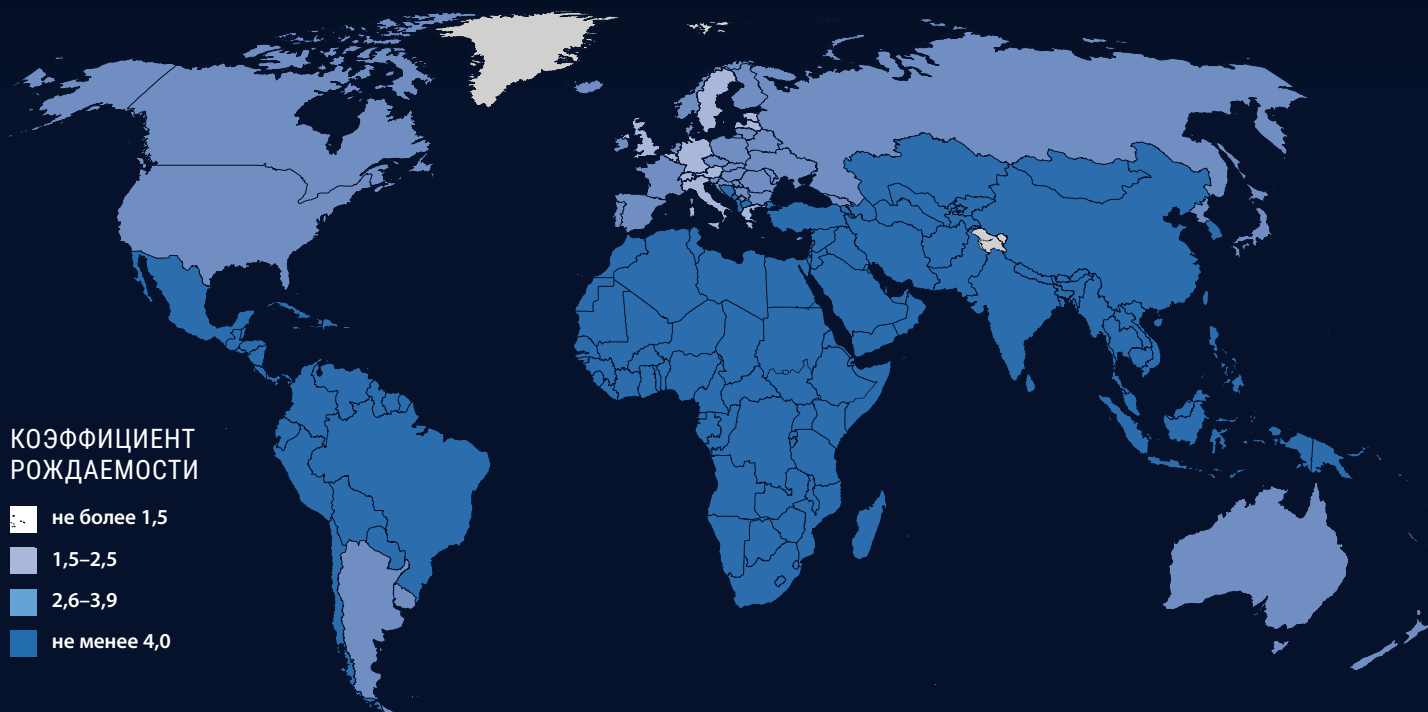 КОЭФФИЦИЕНТ
РОЖДАЕМОСТИ
не более 1,5
1,5–2,5
2,6–3,9
не менее 4,0